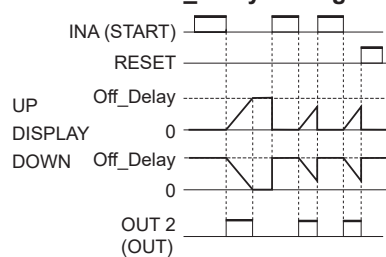 INA (START)
RESET
UP Off_Delay
DISPLAY 0
DOWN Off_Delay
0
OUT 2
(OUT)